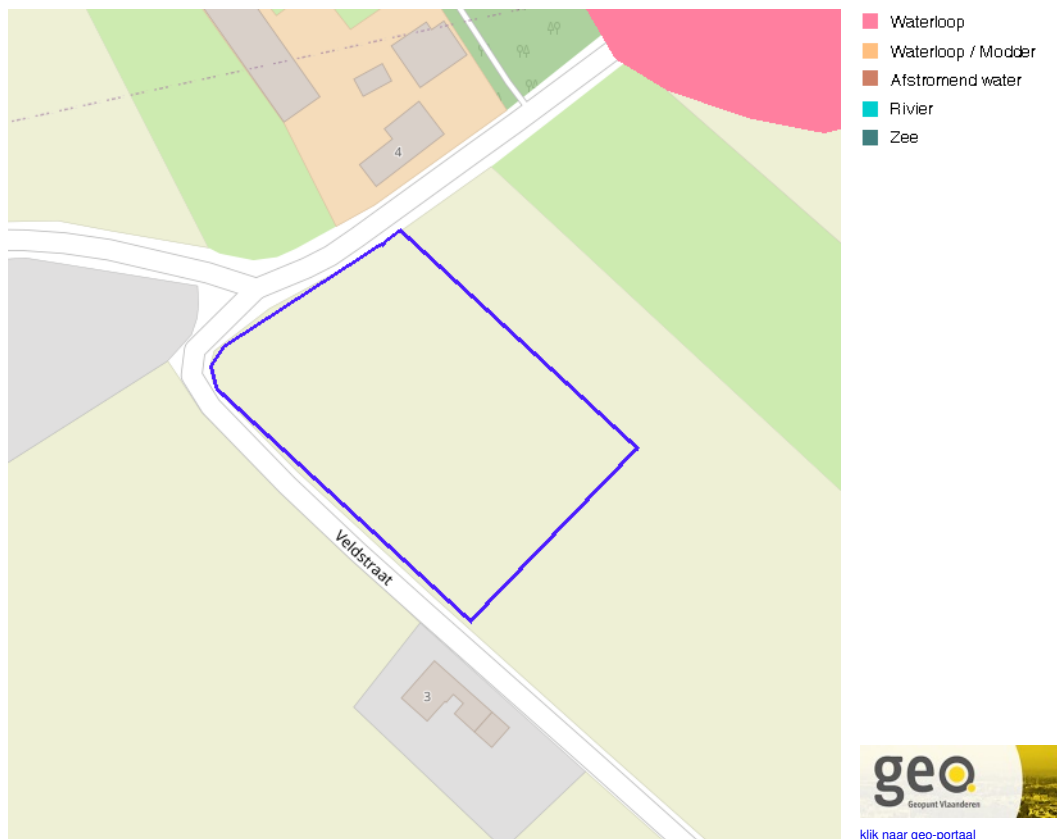 4
Veldstraat
3
Waterloop
Waterloop / Modder
Afstromend water
Rivier
Zee
geo.
Geopunt Vlaanderen
klik naar geo-portaal